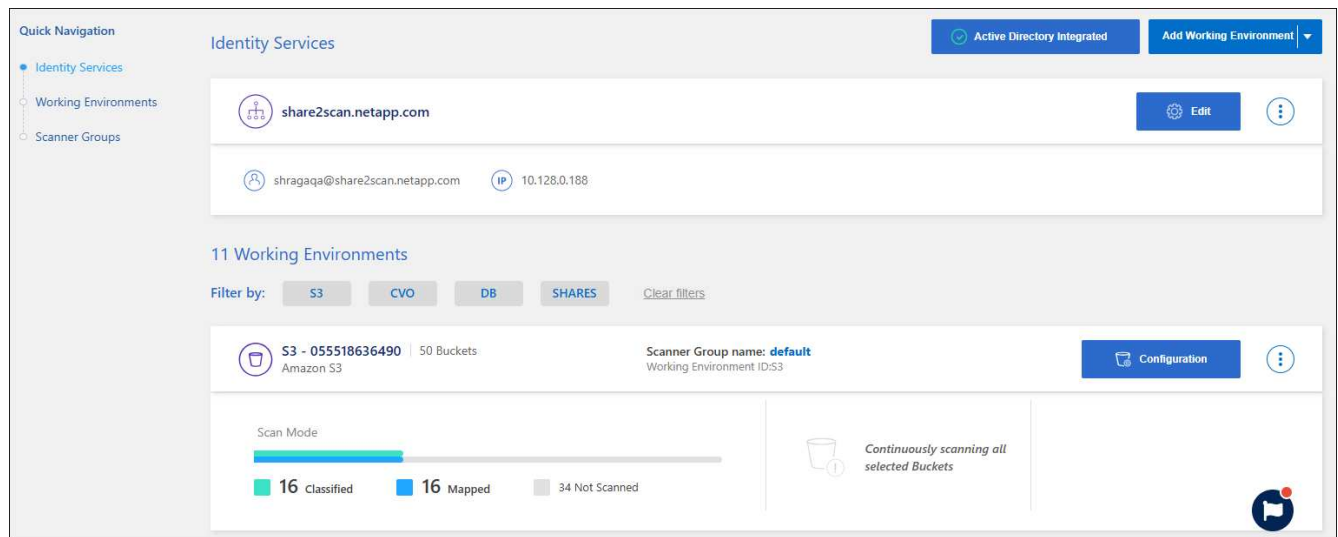 Quick Navigation
Identity Services
Working Environments
Scanner Groups
Identity Services
Active Directory Integrated
Add Working Environment
share2scan.netapp.com
Edit
shragaqa@share2scan.netapp.com
IP 10.128.0.188
11 Working Environments
Filter by: S3 CVO DB SHARES Clear filters
S3 - 055518636490 | 50 Buckets
Amazon S3
Scanner Group name: default
Working Environment ID:S3
Configuration
Scan Mode
16 Classified 16 Mapped 34 Not Scanned
Continuously scanning all
selected Buckets